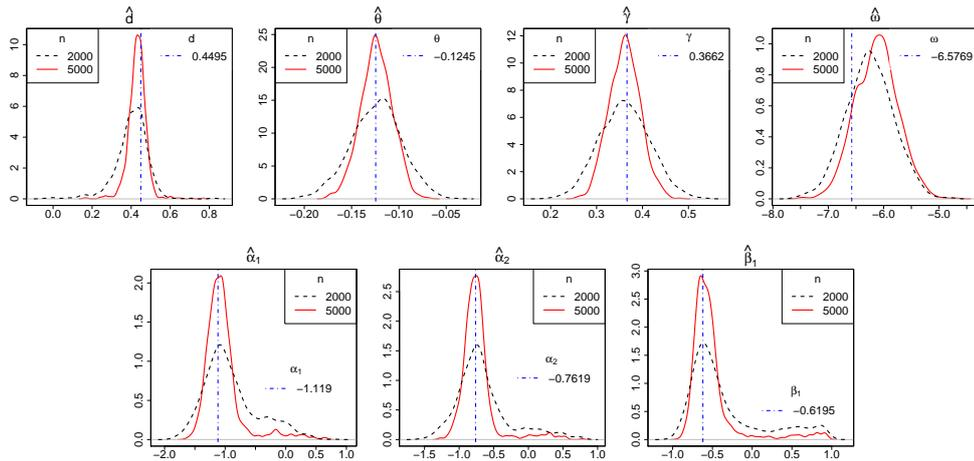 d̂
n
2000
5000
d
0.4495
0 2 4 6 8 10
0.0 0.2 0.4 0.6 0.8
θ̂
n
2000
5000
θ
−0.1245
0 5 10 15 20 25
−0.20 −0.15 −0.10 −0.05
γ̂
n
2000
5000
γ
0.3662
0 2 4 6 8 10 12
0.2 0.3 0.4 0.5
ω̂
n
2000
5000
ω
−6.5769
0.0 0.2 0.4 0.6 0.8 1.0
−8.0 −7.0 −6.0 −5.0
α̂₁
n
2000
5000
α₁
−1.119
0.0 0.5 1.0 1.5 2.0
−2.0 −1.0 0.0 0.5 1.0
α̂₂
n
2000
5000
α₂
−0.7619
0.0 0.5 1.0 1.5 2.0 2.5
−1.5 −1.0 −0.5 0.0 0.5 1.0
β̂₁
n
2000
5000
β₁
−0.6195
0.0 0.5 1.0 1.5 2.0 2.5 3.0
−1.0 −0.5 0.0 0.5 1.0